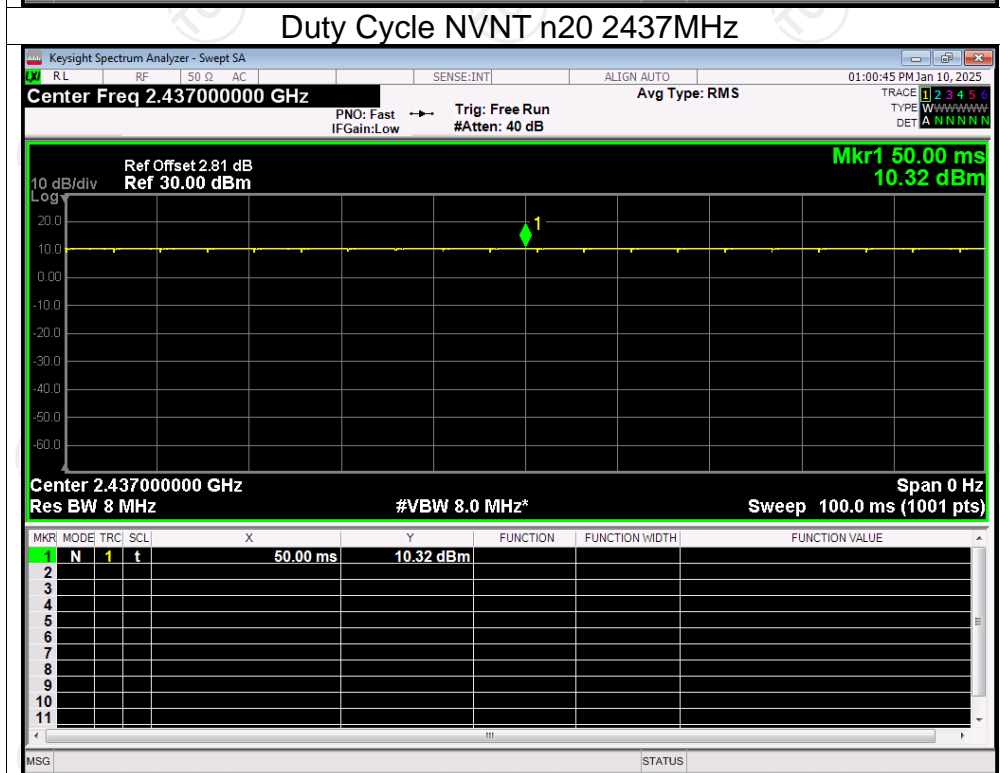 Duty Cycle NVNT n20 2437MHz
Keysight Spectrum Analyzer - Swept SA
LXI RL RF 50 Ω AC SENSE:INT ALIGN AUTO 01:00:45 PM Jan 10, 2025
Center Freq 2.437000000 GHz Avg Type: RMS TRACE 1 2 3 4 5 6
PNO: Fast Trig: Free Run TYPE WWWWWW
IFGain:Low #Atten: 40 dB DET A N N N N N
Mkr1 50.00 ms
Ref Offset 2.81 dB
10 dB/div Ref 30.00 dBm 10.32 dBm
Log
20.0
1
10.0
0.00
-10.0
-20.0
-30.0
-40.0
-50.0
-60.0
Center 2.437000000 GHz Span 0 Hz
Res BW 8 MHz #VBW 8.0 MHz* Sweep 100.0 ms (1001 pts)
MKR MODE TRC SCL X Y FUNCTION FUNCTION WIDTH FUNCTION VALUE
1 N 1 t 50.00 ms 10.32 dBm
2
3
4
5
6
7
8
9
10
11
MSG STATUS